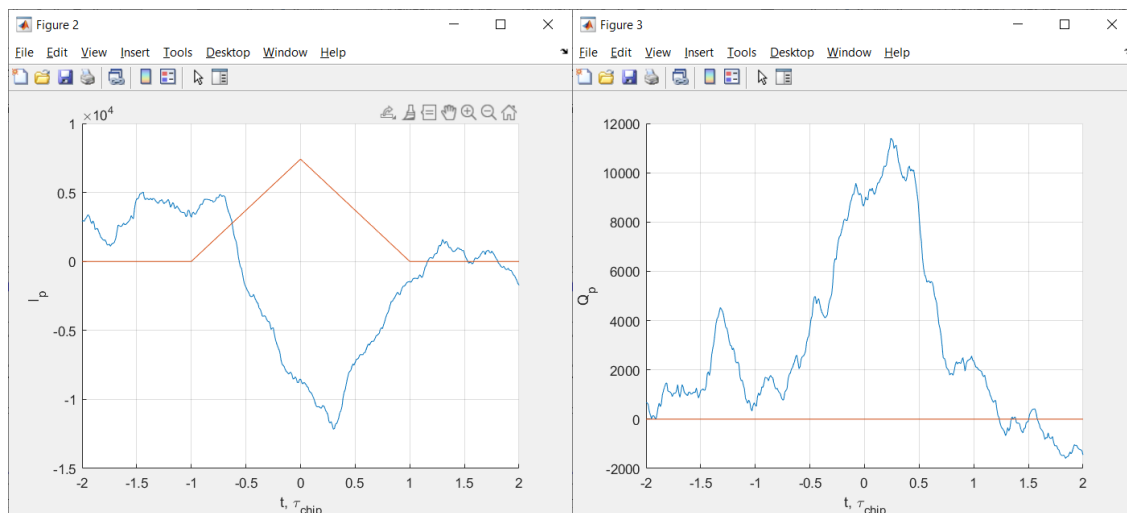 Figure 2
File Edit View Insert Tools Desktop Window Help
×10⁴
1
0.5
0
-0.5
-1
-1.5
I_p
-2 -1.5 -1 -0.5 0 0.5 1 1.5 2
t, τ_chip
Figure 3
File Edit View Insert Tools Desktop Window Help
12000
10000
8000
6000
4000
2000
0
-2000
Q_p
-2 -1.5 -1 -0.5 0 0.5 1 1.5 2
t, τ_chip